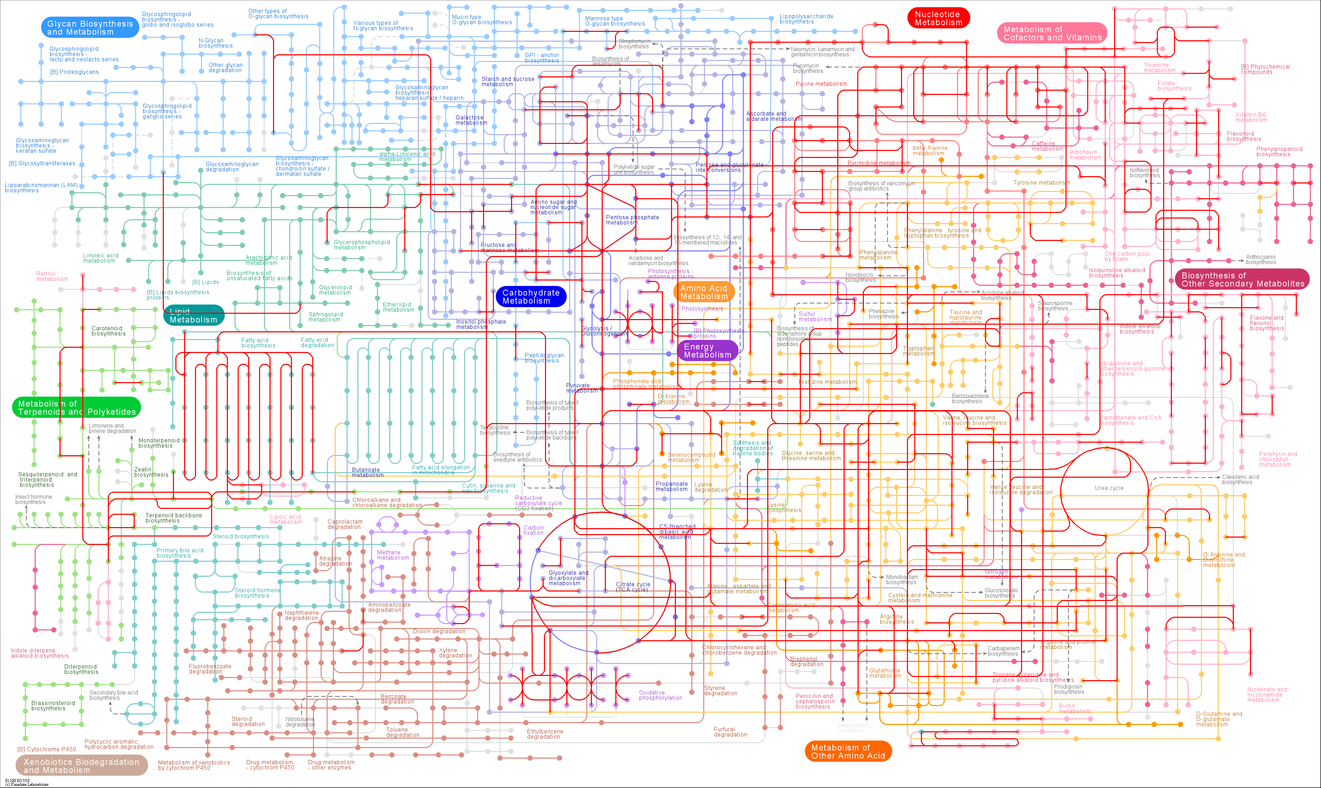 Glycan Biosynthesis
and Metabolism
Glycosphingolipid
biosynthesis -
globo and isoglobo series
Other types of
O-glycan biosynthesis
Various types of
N-glycan biosynthesis
Mucin type
O-glycan biosynthesis
Mannose type
O-glycan biosynthesis
Lipopolysaccharide
biosynthesis
Nucleotide
Metabolism
Metabolism of
Cofactors and Vitamins
N-Glycan
biosynthesis
Glycosphingolipid
biosynthesis -
lacto and neolacto series
Other glycan
degradation
[B] Proteoglycans
GPI - anchor
biosynthesis
Streptomycin
biosynthesis
Neomycin, kanamycin and
gentamicin biosynthesis
Puromycin
biosynthesis
Purine metabolism
Thiamine
metabolism
[B] Phytochemical
compounds
Folate
biosynthesis
Starch and sucrose
metabolism
Glycosaminoglycan
biosynthesis -
heparan sulfate / heparin
Glycosphingolipid
biosynthesis -
ganglio series
Galactose
metabolism
Ascorbate and
aldarate metabolism
Vitamin B6
metabolism
Flavonoid
biosynthesis
Phenylpropanoid
biosynthesis
Glycosaminoglycan
biosynthesis -
keratan sulfate
[B] Glycosyltransferases
Glycosaminoglycan
degradation
Glycosaminoglycan
biosynthesis -
chondroitin sulfate /
dermatan sulfate
alpha-Linolenic acid
metabolism
Polyketide sugar
unit biosynthesis
Pentose and glucuronate
interconversions
Pyrimidine metabolism
beta-Alanine
metabolism
Caffeine
metabolism
Riboflavin
metabolism
Isoflavonoid
biosynthesis
Lipoarabinomannan (LAM)
biosynthesis
Biosynthesis of vancomycin
group antibiotics
Tyrosine metabolism
Amino sugar and
nucleotide sugar
metabolism
Pentose phosphate
metabolism
Phenylalanine, tyrosine and
tryptophan biosynthesis
Glycerophospholipid
metabolism
Fructose and
mannose metabolism
Biosynthesis of 12-, 14- and
16-membered macrolides
Acarbose and
validamycin biosynthesis
Phenylalanine
metabolism
One carbon pool
by folate
Anthocyanin
biosynthesis
Linoleic acid
metabolism
Arachidonic acid
metabolism
Biosynthesis of
unsaturated fatty acids
Retinol
metabolism
[B] Lipids
[B] Lipids biosynthesis
proteins
Glycerolipid
metabolism
Ether lipid
metabolism
Photosynthesis -
antenna proteins
Novobiocin
biosynthesis
Isoquinoline alkaloid
biosynthesis
Biosynthesis of
Other Secondary Metabolites
Carbohydrate
Metabolism
Amino Acid
Metabolism
Lipid
Metabolism
Sphingolipid
metabolism
Inositol phosphate
metabolism
Photosynthesis
Sulfur
metabolism
Phenazine
biosynthesis
Acridone alkaloid
biosynthesis
Staurosporine
biosynthesis
Taurine and
hypotaurine
metabolism
Indole alkaloid
biosynthesis
Flavone and
flavonol
biosynthesis
Carotenoid
biosynthesis
Fatty acid
biosynthesis
Fatty acid
degradation
Glycolysis /
Gluconeogenesis
[B] Photosynthesis
proteins
Energy
Metabolism
Peptidoglycan
biosynthesis
Tryptophan
metabolism
Ubiquinone and
other terpenoid-quinone
biosynthesis
Pyruvate
metabolism
Phosphonate and
phosphinate metabolism
D-Alanine
metabolism
Histidine metabolism
Benzoxazinone
biosynthesis
Metabolism of
Terpenoids and Polyketides
Biosynthesis of type II
polyketide products
Pantothenate and CoA
biosynthesis
Valine, leucine and
isoleucine biosynthesis
Limonene and
pinene degradation
Tetracycline
biosynthesis
Biosynthesis of type II
polyketide backbone
Monoterpenoid
biosynthesis
Biosynthesis of
enediyne antibiotics
Selenocompound
metabolism
Synthesis and
degradation of
ketone bodies
Glycine, serine and
threonine metabolism
Porphyrin and
chlorophyll
metabolism
Sesquiterpenoid and
triterpenoid
biosynthesis
Zeatin
biosynthesis
Butanoate
metabolism
Fatty acid elongation
in mitochondria
Cutin, suberine and
wax biosynthesis
Propanoate
metabolism
Lysine
degradation
Valine, leucine and
isoleucine degradation
Urea cycle
Clavulanic acid
biosynthesis
Insect hormone
biosynthesis
Chloroalkane and
chloroalkene degradation
Reductive
carboxylate cycle
(CO2 fixation)
Lysine
biosynthesis
Terpenoid backbone
biosynthesis
Lipoic acid
metabolism
Caprolactam
degradation
Carbon
fixation
C5-Branched
dibasic acid
metabolism
Steroid biosynthesis
Primary bile acid
biosynthesis
Atrazine
degradation
Methane
metabolism
Glyoxylate and
dicarboxylate
metabolism
Citrate cycle
(TCA cycle)
Alanine, aspartate and
glutamate metabolism
Monobactam
biosynthesis
Nitrogen
metabolism
Glucosinolate
biosynthesis
D-Arginine and
D-ornithine
metabolism
Steroid hormone
biosynthesis
Cysteine and methionine
metabolism
Aminobenzoate
degradation
Naphthalene
degradation
Arginine
biosynthesis
Dioxin degradation
Xylene
degradation
Chlorocyclohexane and
chlorobenzene degradation
Bisphenol
degradation
Carbapenem
biosynthesis
Indole diterpene
alkaloid biosynthesis
Diterpenoid
biosynthesis
Fluorobenzoate
degradation
Glutathione
metabolism
Tropane, piperidine and
pyridine alkaloid biosynthesis
Prodigiosin
biosynthesis
Secondary bile acid
biosynthesis
Benzoate
degradation
Oxidative
phosphorylation
Styrene
degradation
Penicillin and
cephalosporin
biosynthesis
Nicotinate and
nicotinamide
metabolism
Brassinosteroid
biosynthesis
Biotin
metabolism
Steroid
degradation
Nitrotoluene
degradation
Toluene
degradation
Ethylbenzene
degradation
Furfural
degradation
D-Glutamine and
D-glutamate
metabolism
[B] Cytochrome P450
Polycyclic aromatic
hydrocarbon degradation
Metabolism of
Other Amino Acid
Xenobiotics Biodegradation
and Metabolism
Metabolism of xenobiotics
by cytochrome P450
Drug metabolism
- cytochrome P450
Drug metabolism
- other enzymes
(c) Kanehisa Laboratories